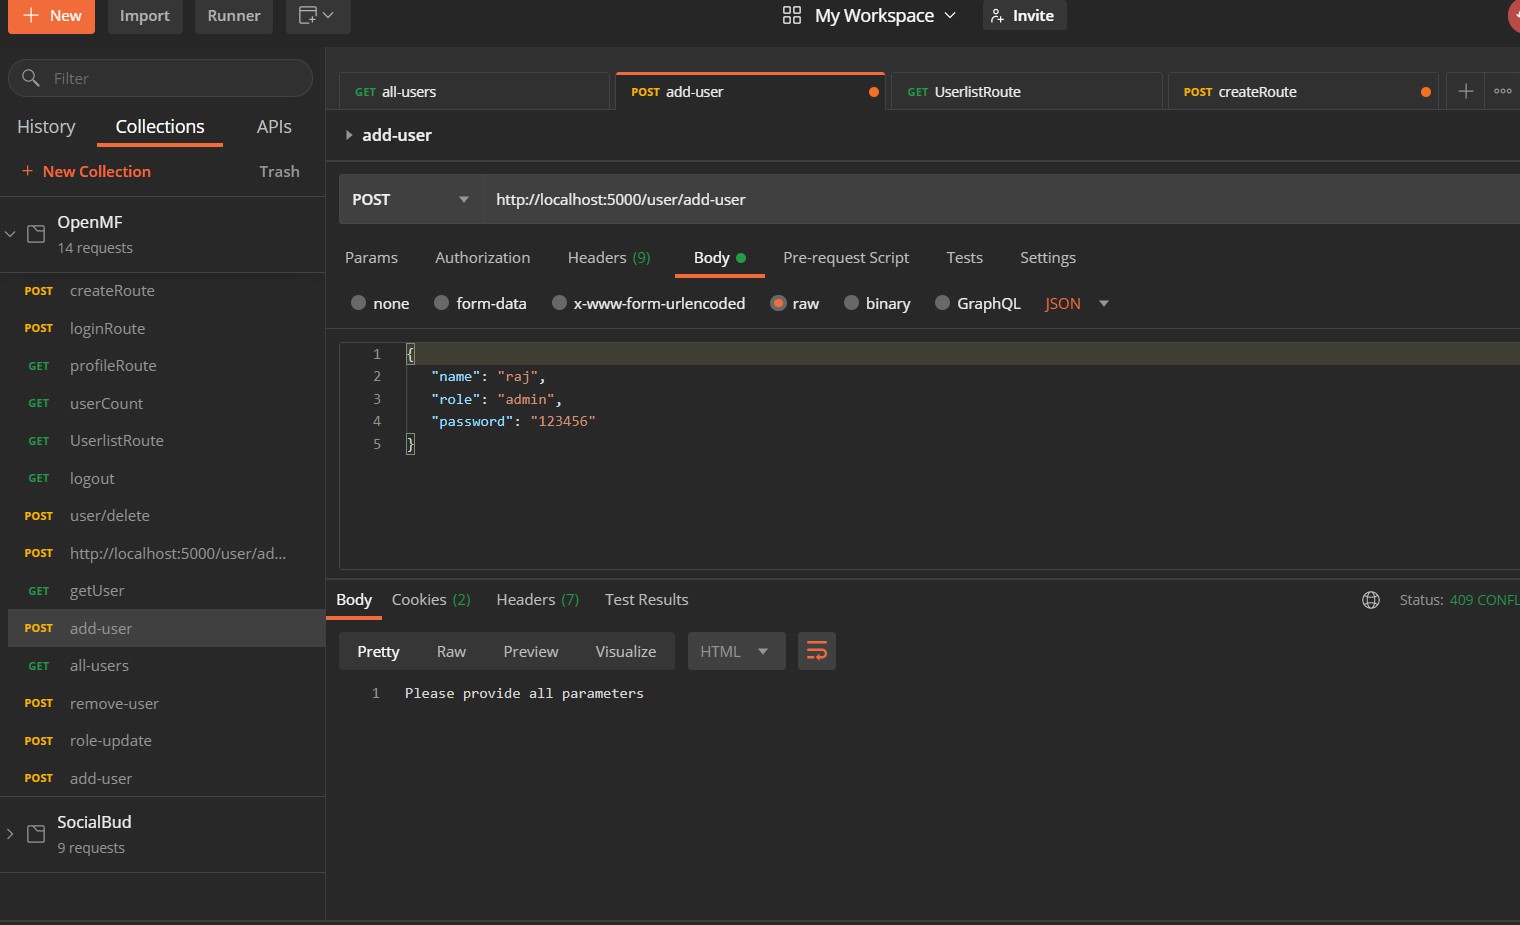 New
Import
Runner
My Workspace
Invite
Filter
History
Collections
APIs
New Collection
Trash
OpenMF
14 requests
POST createRoute
POST loginRoute
GET profileRoute
GET userCount
GET UserlistRoute
GET logout
POST user/delete
POST http://localhost:5000/user/ad...
GET getUser
POST add-user
GET all-users
POST remove-user
POST role-update
POST add-user
SocialBud
9 requests
GET all-users
POST add-user
GET UserlistRoute
POST createRoute
add-user
POST http://localhost:5000/user/add-user
Params Authorization Headers (9) Body Pre-request Script Tests Settings
none form-data x-www-form-urlencoded raw binary GraphQL JSON
1 {
2 "name": "raj",
3 "role": "admin",
4 "password": "123456"
5 }
Body Cookies (2) Headers (7) Test Results Status: 409 CONFL
Pretty Raw Preview Visualize HTML
1 Please provide all parameters